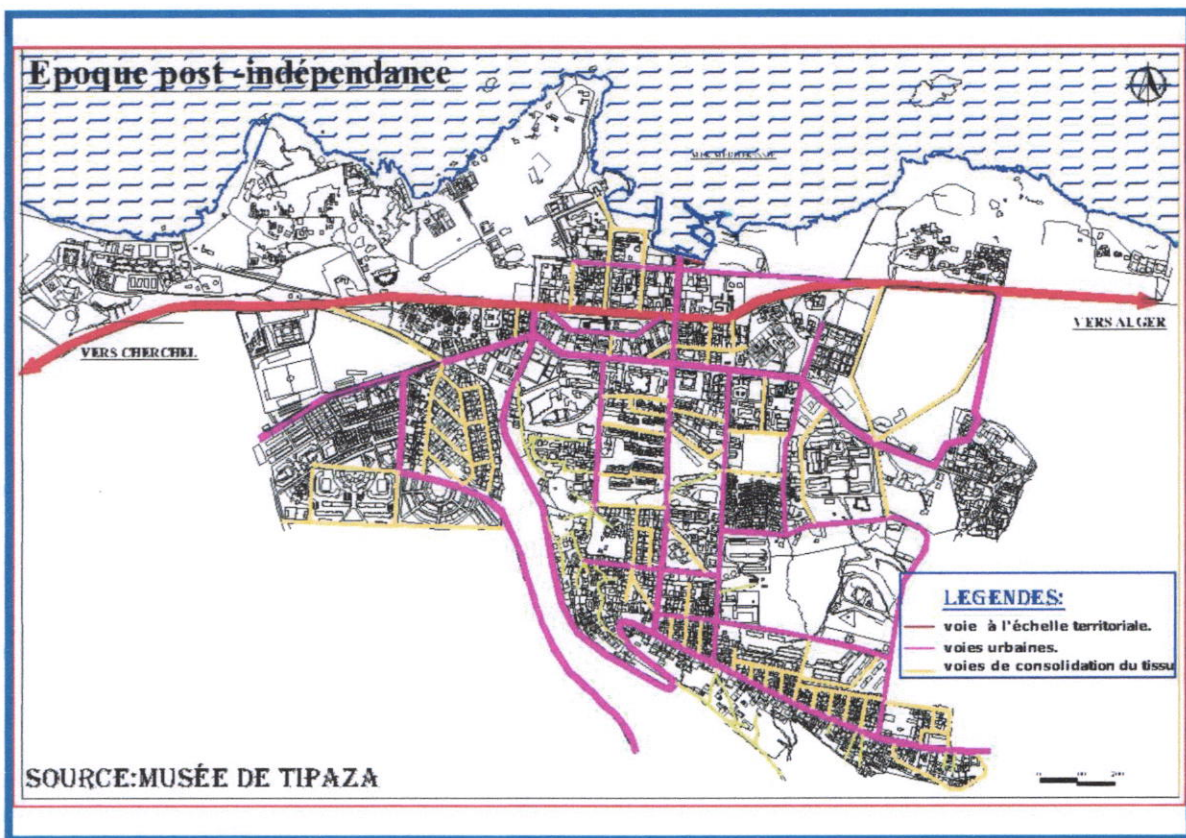 Epoque post-indépendance
VERS CHERCHEL
VERS ALGER
LEGENDES:
voie à l'échelle territoriale.
voies urbaines.
voies de consolidation du tissu
SOURCE:MUSÉE DE TIPAZA